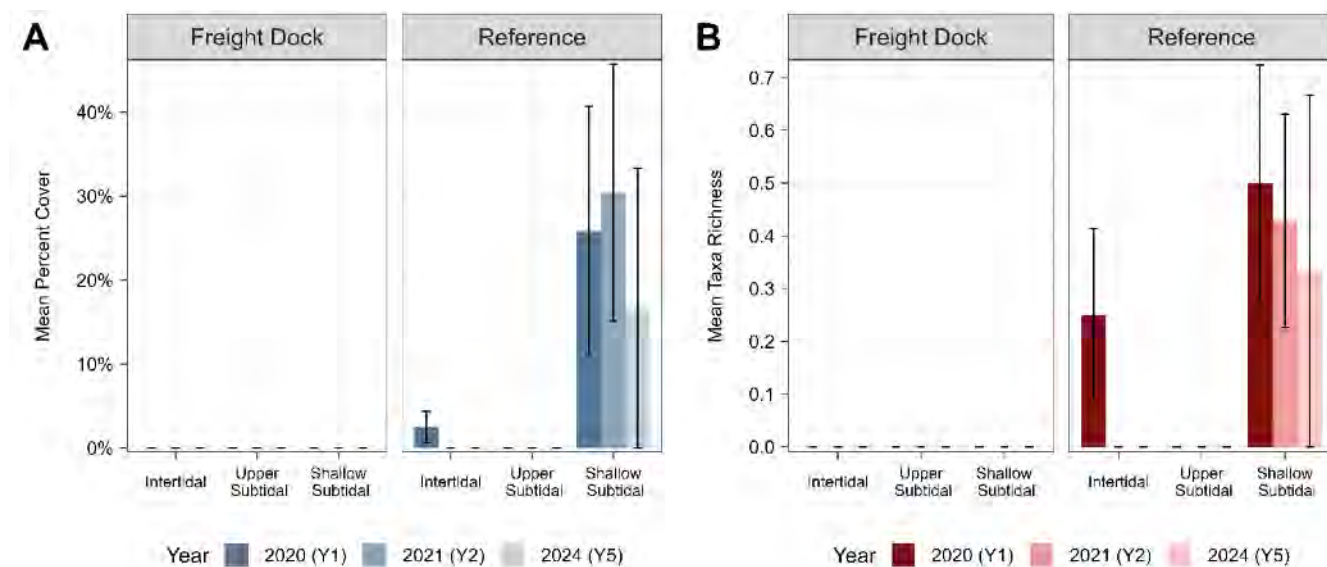 A
Freight Dock
Reference
Mean Percent Cover
40%
30%
20%
10%
0%
Intertidal
Upper
Subtidal
Shallow
Subtidal
Intertidal
Upper
Subtidal
Shallow
Subtidal
Year 2020 (Y1) 2021 (Y2) 2024 (Y5)
B
Freight Dock
Reference
Mean Taxa Richness
0.7
0.6
0.5
0.4
0.3
0.2
0.1
0.0
Intertidal
Upper
Subtidal
Shallow
Subtidal
Intertidal
Upper
Subtidal
Shallow
Subtidal
Year 2020 (Y1) 2021 (Y2) 2024 (Y5)